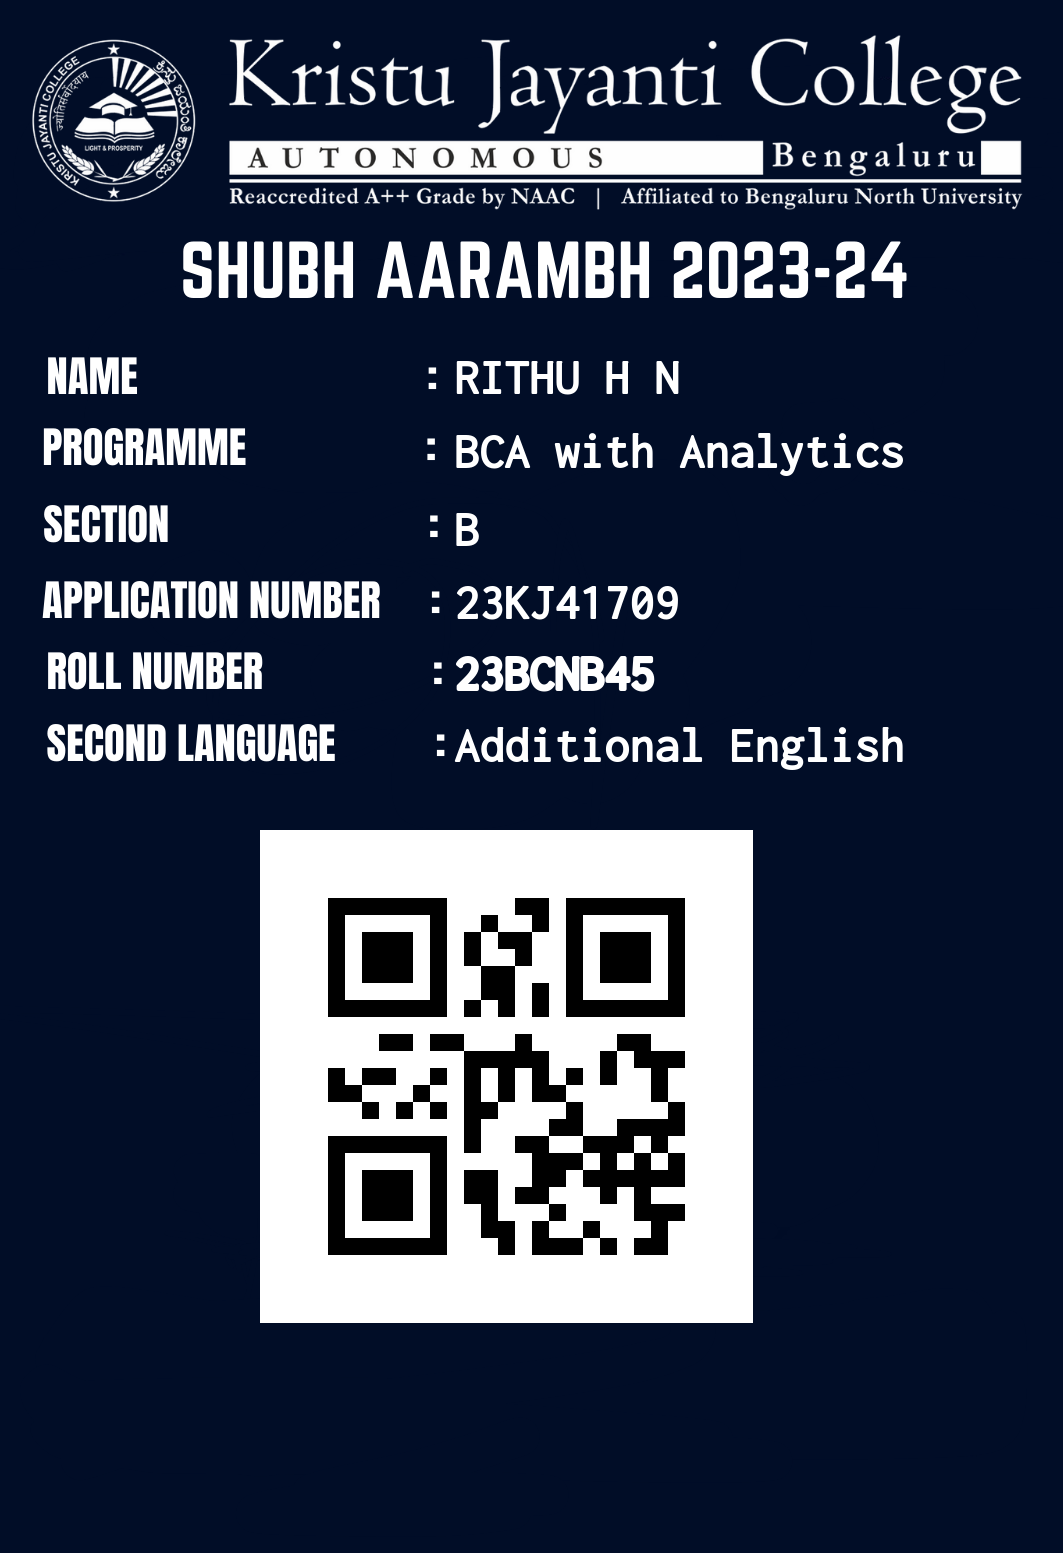 KRISTU JAYANTI COLLEGE
ಕ್ರಿಸ್ತು ಜಯಂತಿ ಕಾಲೇಜು
LIGHT & PROSPERITY
Kristu Jayanti College
AUTONOMOUS Bengaluru
Reaccredited A++ Grade by NAAC | Affiliated to Bengaluru North University
SHUBH AARAMBH 2023-24
NAME : RITHU H N
PROGRAMME : BCA with Analytics
SECTION : B
APPLICATION NUMBER : 23KJ41709
ROLL NUMBER : 23BCNB45
SECOND LANGUAGE : Additional English